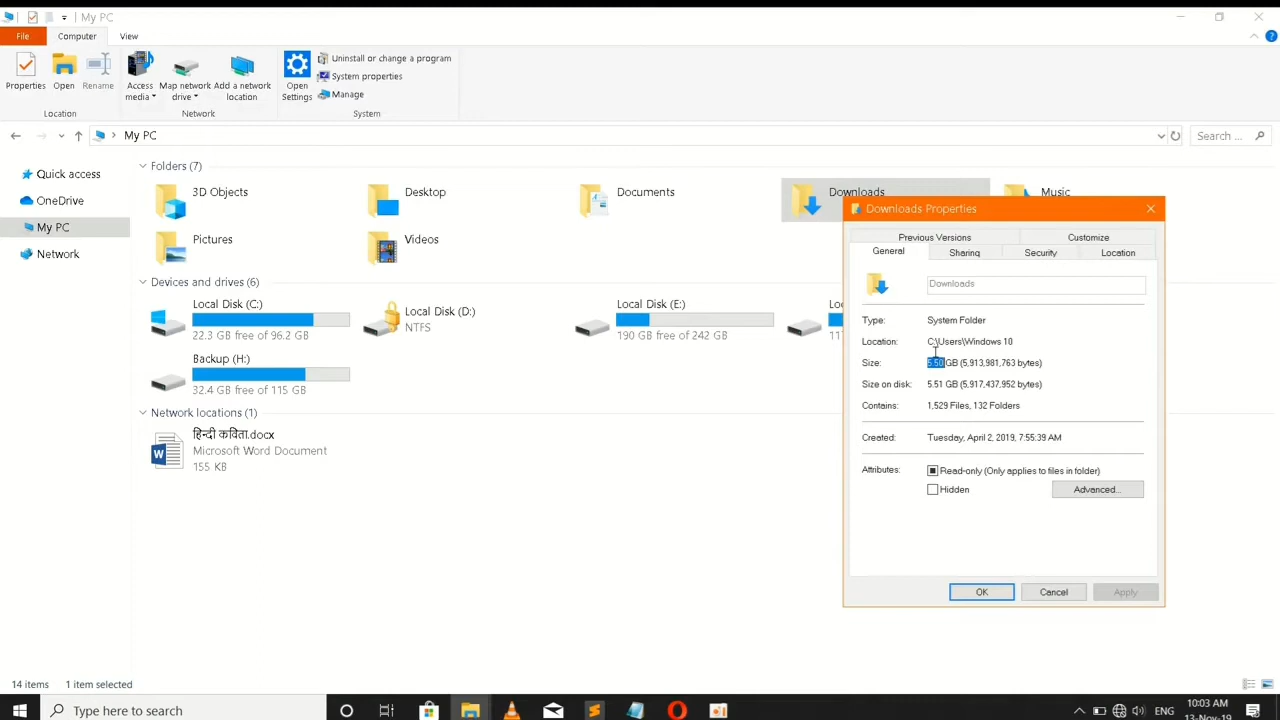 My PC
File Computer View
Properties Open Rename Access media Map network drive Add a network location Open Settings Uninstall or change a program
System properties
Manage
Location Network System
My PC Search ...
Quick access
OneDrive
My PC
Network
Folders (7)
3D Objects Desktop Documents Downloads Music
Pictures Videos
Devices and drives (6)
Local Disk (C:)
22.3 GB free of 96.2 GB
Local Disk (D:)
NTFS
Local Disk (E:)
190 GB free of 242 GB
Backup (H:)
32.4 GB free of 115 GB
Network locations (1)
हिन्दी कविता.docx
Microsoft Word Document
155 KB
Downloads Properties
Previous Versions Customize
General Sharing Security Location
Downloads
Type: System Folder
Location: C:\Users\Windows 10
Size: 5.50 GB (5,913,981,763 bytes)
Size on disk: 5.51 GB (5,917,437,952 bytes)
Contains: 1,529 Files, 132 Folders
Created: Tuesday, April 2, 2019, 7:55:39 AM
Attributes: Read-only (Only applies to files in folder)
Hidden Advanced...
OK Cancel Apply
14 items 1 item selected
Type here to search
ENG
10:03 AM
13-Nov-19